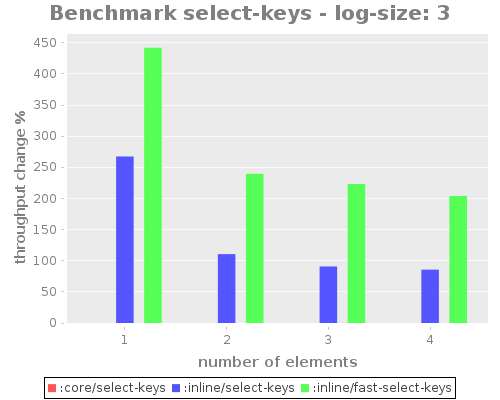 Benchmark select-keys - log-size: 3
throughput change %
450
400
350
300
250
200
150
100
50
0
1 2 3 4
number of elements
:core/select-keys :inline/select-keys :inline/fast-select-keys